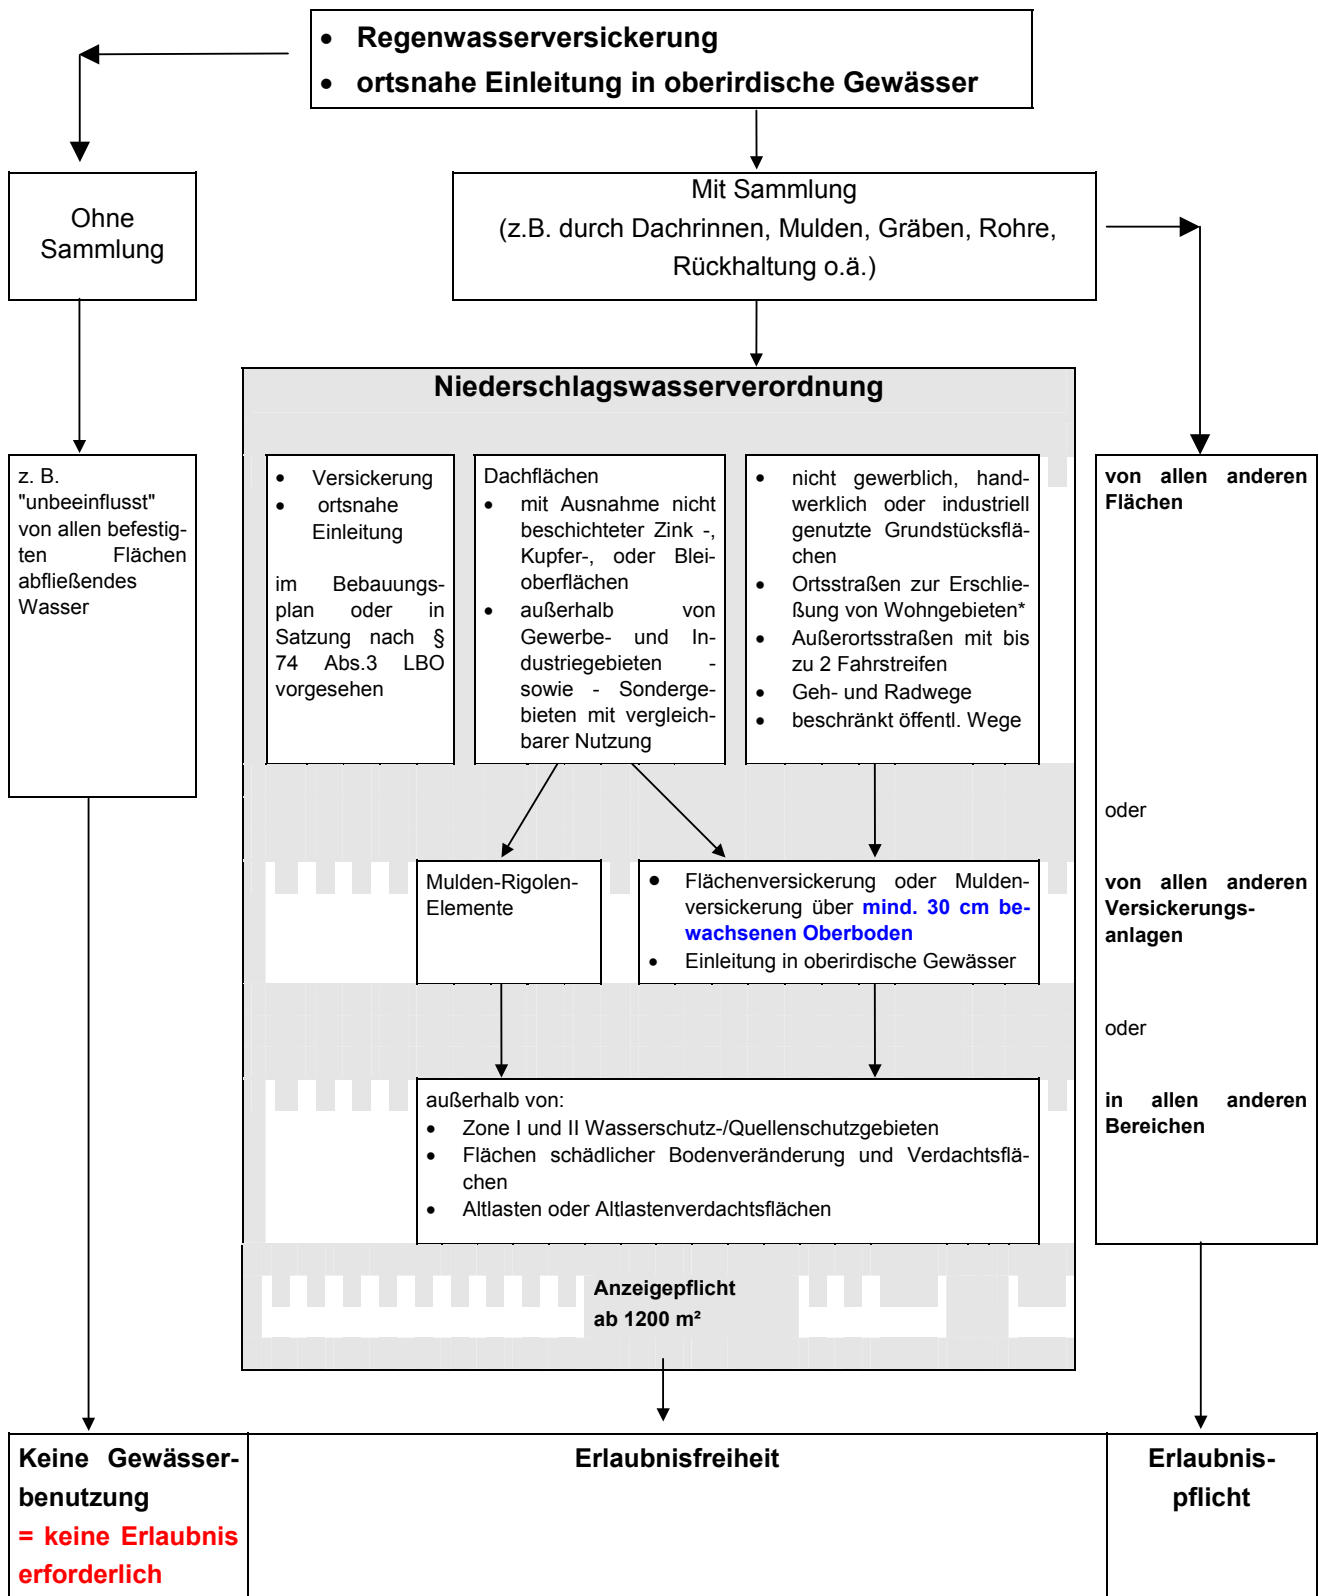 • Regenwasserversickerung
• ortsnahe Einleitung in oberirdische Gewässer
Ohne
Sammlung
Mit Sammlung
(z.B. durch Dachrinnen, Mulden, Gräben, Rohre,
Rückhaltung o.ä.)
Niederschlagswasserverordnung
z. B.
"unbeeinflusst"
von allen befestig-
ten Flächen
abfließendes
Wasser
• Versickerung
• ortsnahe
Einleitung
im Bebauungs-
plan oder in
Satzung nach §
74 Abs.3 LBO
vorgesehen
Dachflächen
• mit Ausnahme nicht
beschichteter Zink -,
Kupfer-, oder Blei-
oberflächen
• außerhalb von
Gewerbe- und In-
dustriegebieten -
sowie - Sonderge-
bieten mit vergleich-
barer Nutzung
• nicht gewerblich, hand-
werklich oder industriell
genutzte Grundstücksflä-
chen
• Ortsstraßen zur Erschlie-
ßung von Wohngebieten*
• Außerortsstraßen mit bis
zu 2 Fahrstreifen
• Geh- und Radwege
• beschränkt öffentl. Wege
von allen anderen
Flächen
oder
von allen anderen
Versickerungs-
anlagen
oder
in allen anderen
Bereichen
Mulden-Rigolen-
Elemente
• Flächenversickerung oder Mulden-
versickerung über mind. 30 cm be-
wachsenen Oberboden
• Einleitung in oberirdische Gewässer
außerhalb von:
• Zone I und II Wasserschutz-/Quellenschutzgebieten
• Flächen schädlicher Bodenveränderung und Verdachtsflä-
chen
• Altlasten oder Altlastenverdachtsflächen
Anzeigepflicht
ab 1200 m²
Keine Gewässer-
benutzung
= keine Erlaubnis
erforderlich
Erlaubnisfreiheit
Erlaubnis-
pflicht